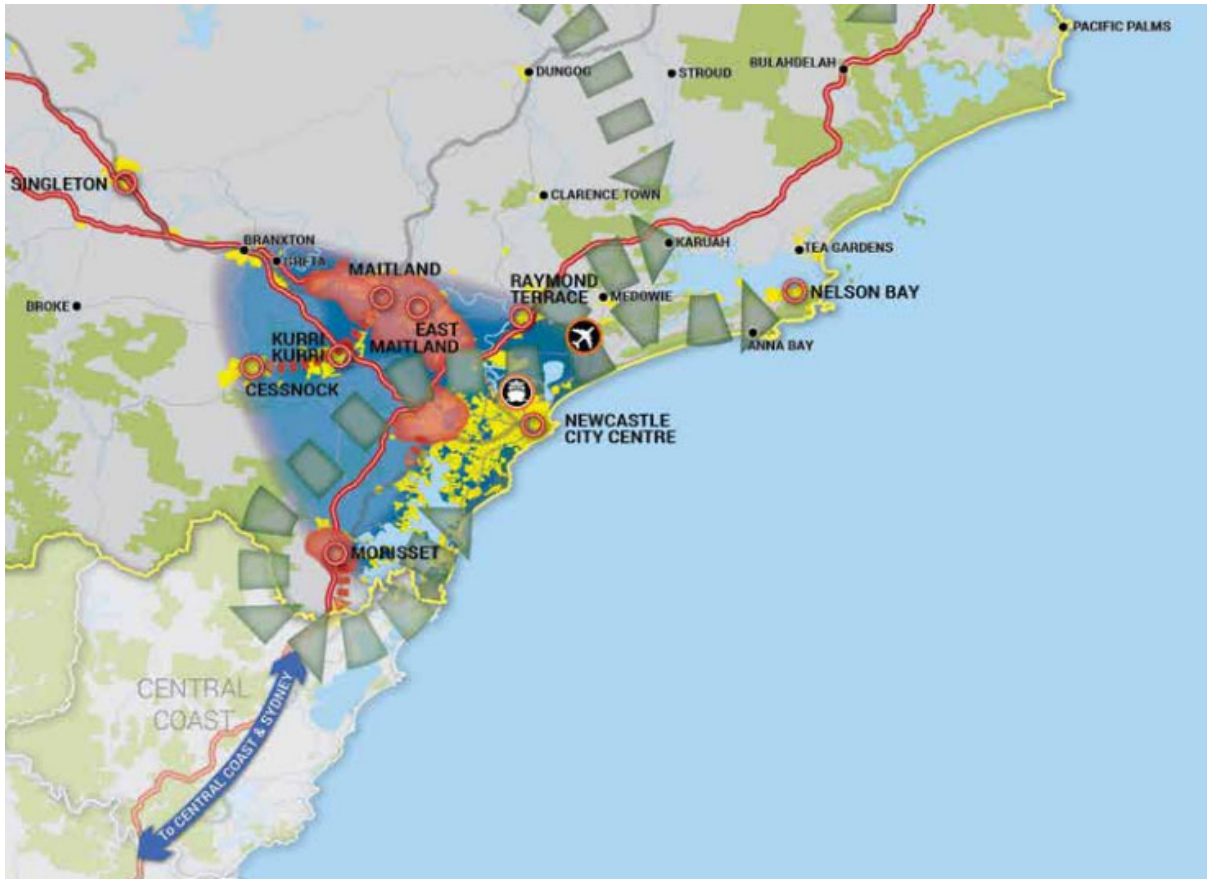 PACIFIC PALMS
BULAHDELAH
DUNGOG
STROUD
SINGLETON
CLARENCE TOWN
BRANXTON
KARUAH
TEA GARDENS
GRETA
MAITLAND
RAYMOND
TERRACE
MEDOWIE
NELSON BAY
BROKE
EAST
MAITLAND
KURRI
KURRI
ANNA BAY
CESSNOCK
NEWCASTLE
CITY CENTRE
MORISSET
CENTRAL
COAST
To CENTRAL COAST & SYDNEY